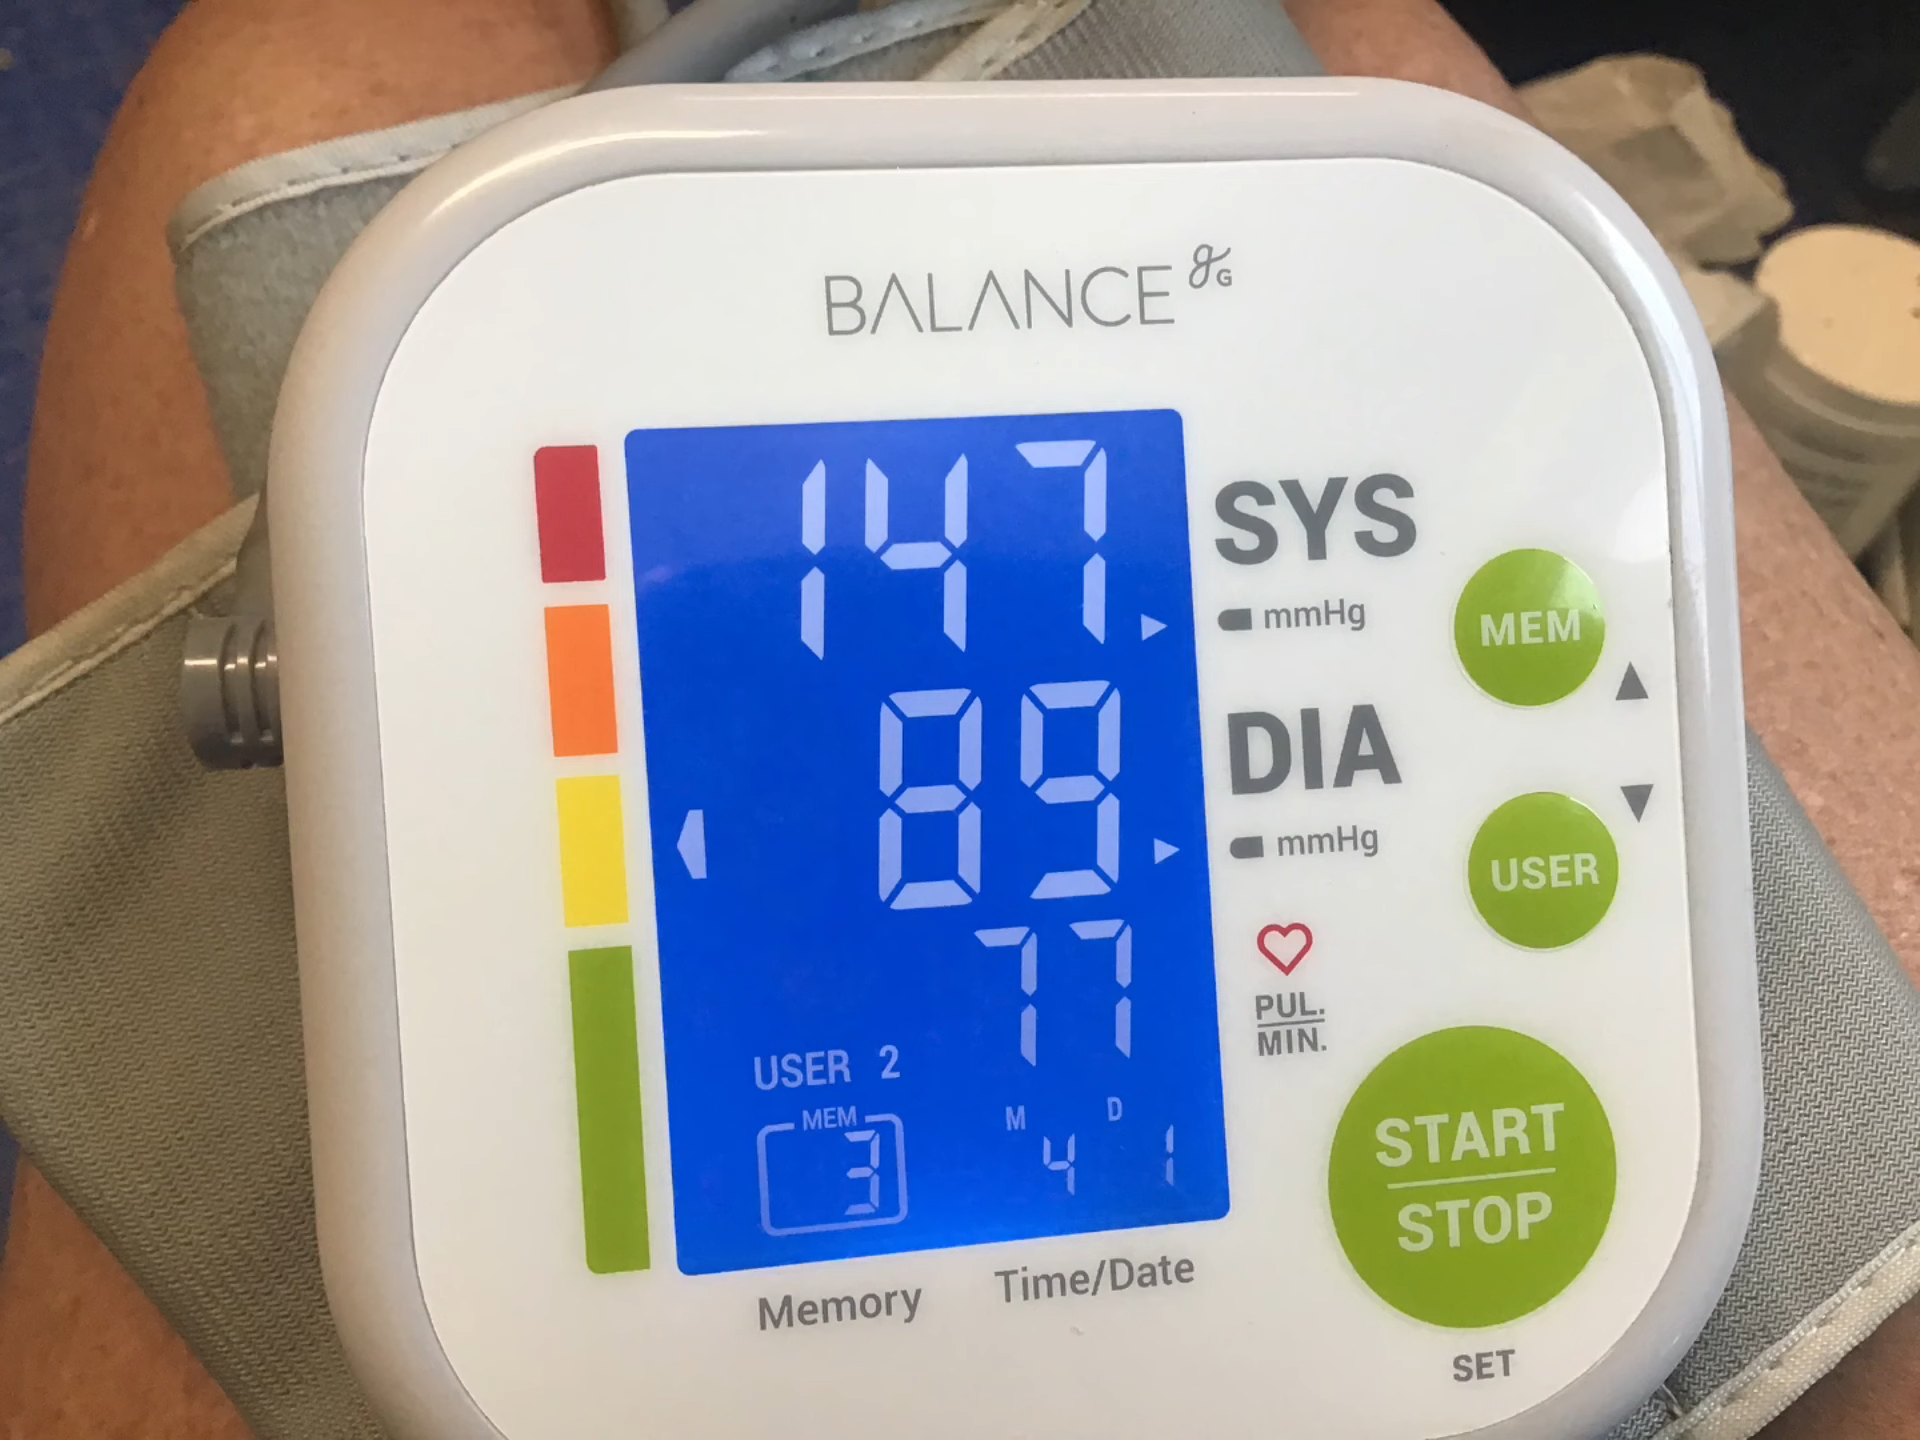 BALANCE gG
147
SYS
mmHg
MEM
89
DIA
mmHg
USER
77
PUL.
MIN.
USER 2
MEM
3
M D
4 1
START
STOP
Memory
Time/Date
SET